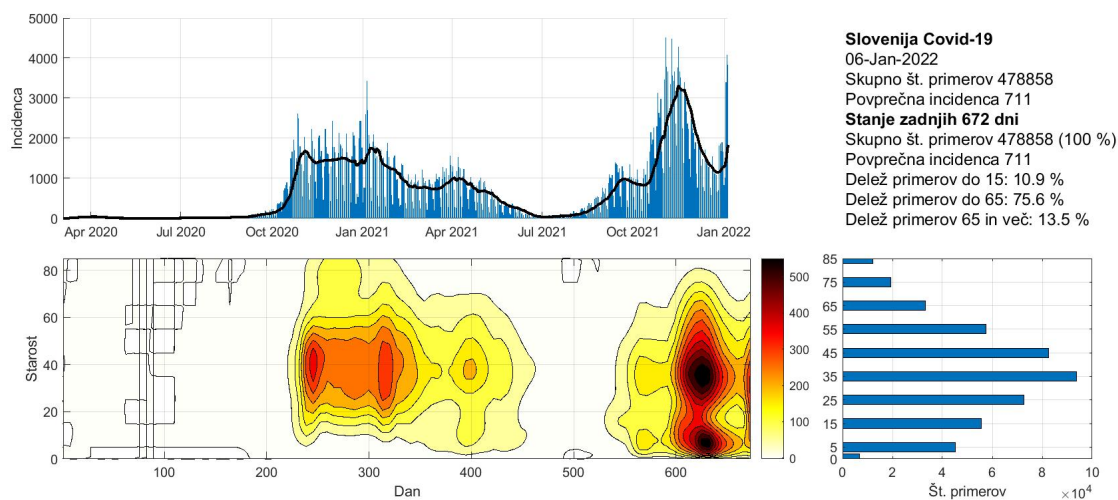 5000
4000
3000
2000
1000
0
Incidenca
Apr 2020
Jul 2020
Oct 2020
Jan 2021
Apr 2021
Jul 2021
Oct 2021
Jan 2022
Slovenija Covid-19
06-Jan-2022
Skupno št. primerov 478858
Povprečna incidenca 711
Stanje zadnjih 672 dni
Skupno št. primerov 478858 (100 %)
Povprečna incidenca 711
Delež primerov do 15: 10.9 %
Delež primerov do 65: 75.6 %
Delež primerov 65 in več: 13.5 %
80
60
40
20
0
Starost
100
200
300
400
500
600
Dan
500
400
300
200
100
0
85
75
65
55
45
35
25
15
5
0
0
2
4
6
8
10
Št. primerov
×10^4